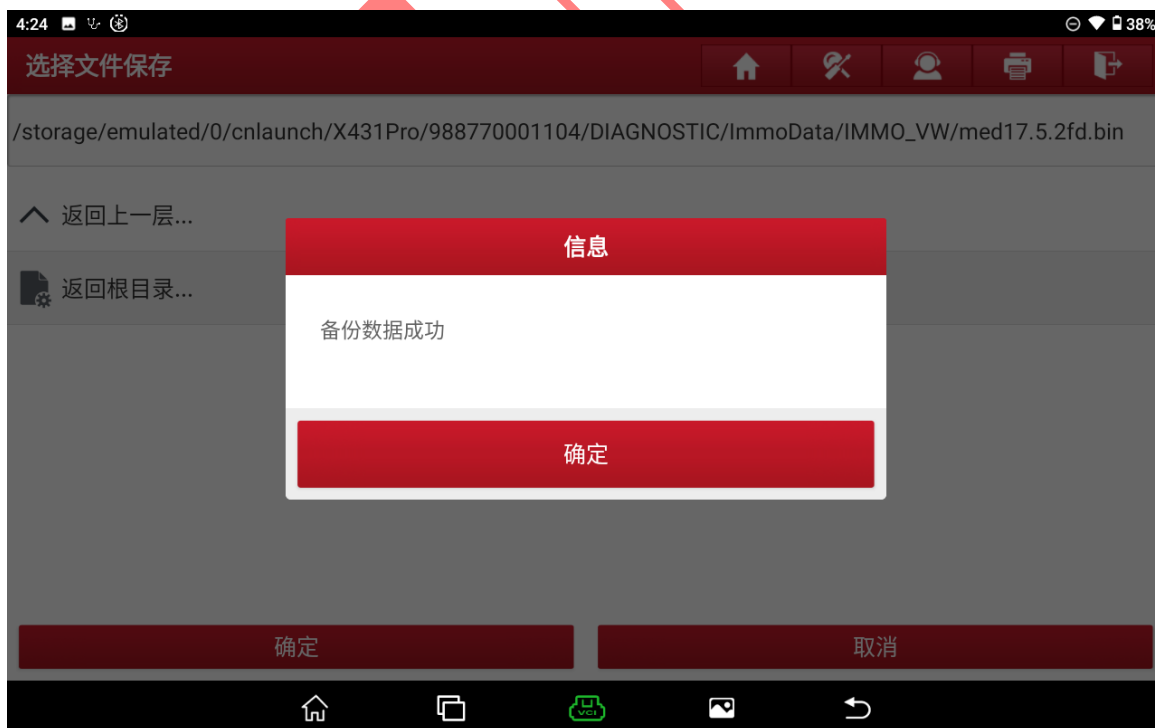 4:24
38%
选择文件保存
/storage/emulated/0/cnlaunch/X431Pro/988770001104/DIAGNOSTIC/ImmoData/IMMO_VW/med17.5.2fd.bin
返回上一层...
信息
返回根目录...
备份数据成功
确定
确定
取消
VCI